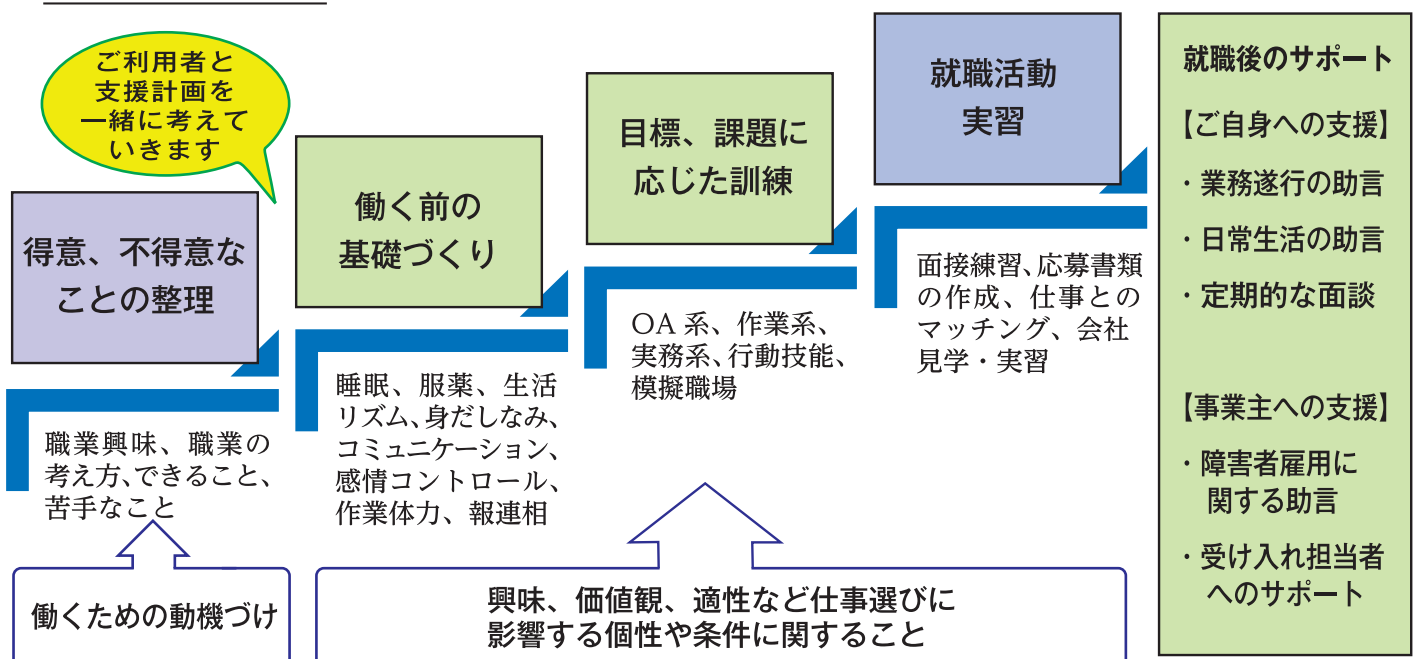 ご利用者と
支援計画を
一緒に考えて
いきます
得意、不得意な
ことの整理
職業興味、職業の
考え方、できること、
苦手なこと
働くための動機づけ
働く前の
基礎づくり
睡眠、服薬、生活
リズム、身だしなみ、
コミュニケーション、
感情コントロール、
作業体力、報連相
目標、課題に
応じた訓練
OA 系、作業系、
実務系、行動技能、
模擬職場
興味、価値観、適性など仕事選びに
影響する個性や条件に関すること
就職活動
実習
面接練習、応募書類
の作成、仕事との
マッチング、会社
見学・実習
就職後のサポート
【ご自身への支援】
・業務遂行の助言
・日常生活の助言
・定期的な面談
【事業主への支援】
・障害者雇用に
関する助言
・受け入れ担当者
へのサポート